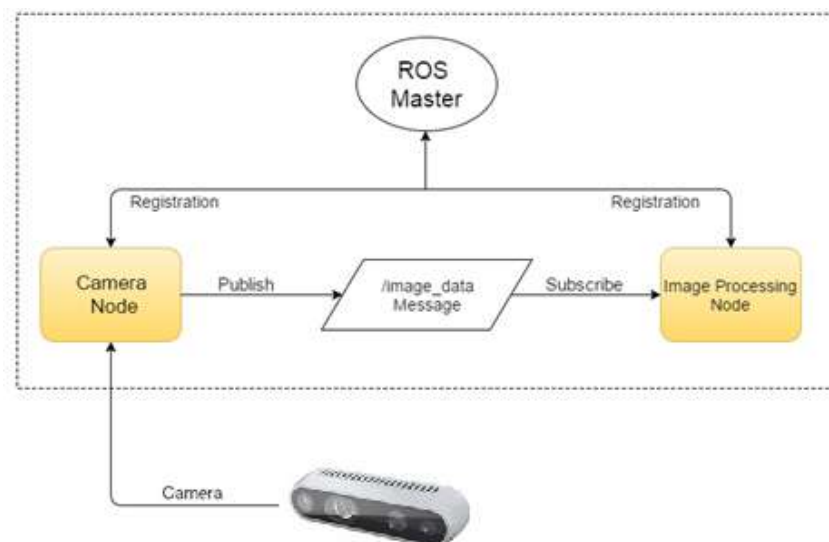 ROS
Master
Registration
Registration
Camera
Node
Publish
/image_data
Message
Subscribe
Image Processing
Node
Camera